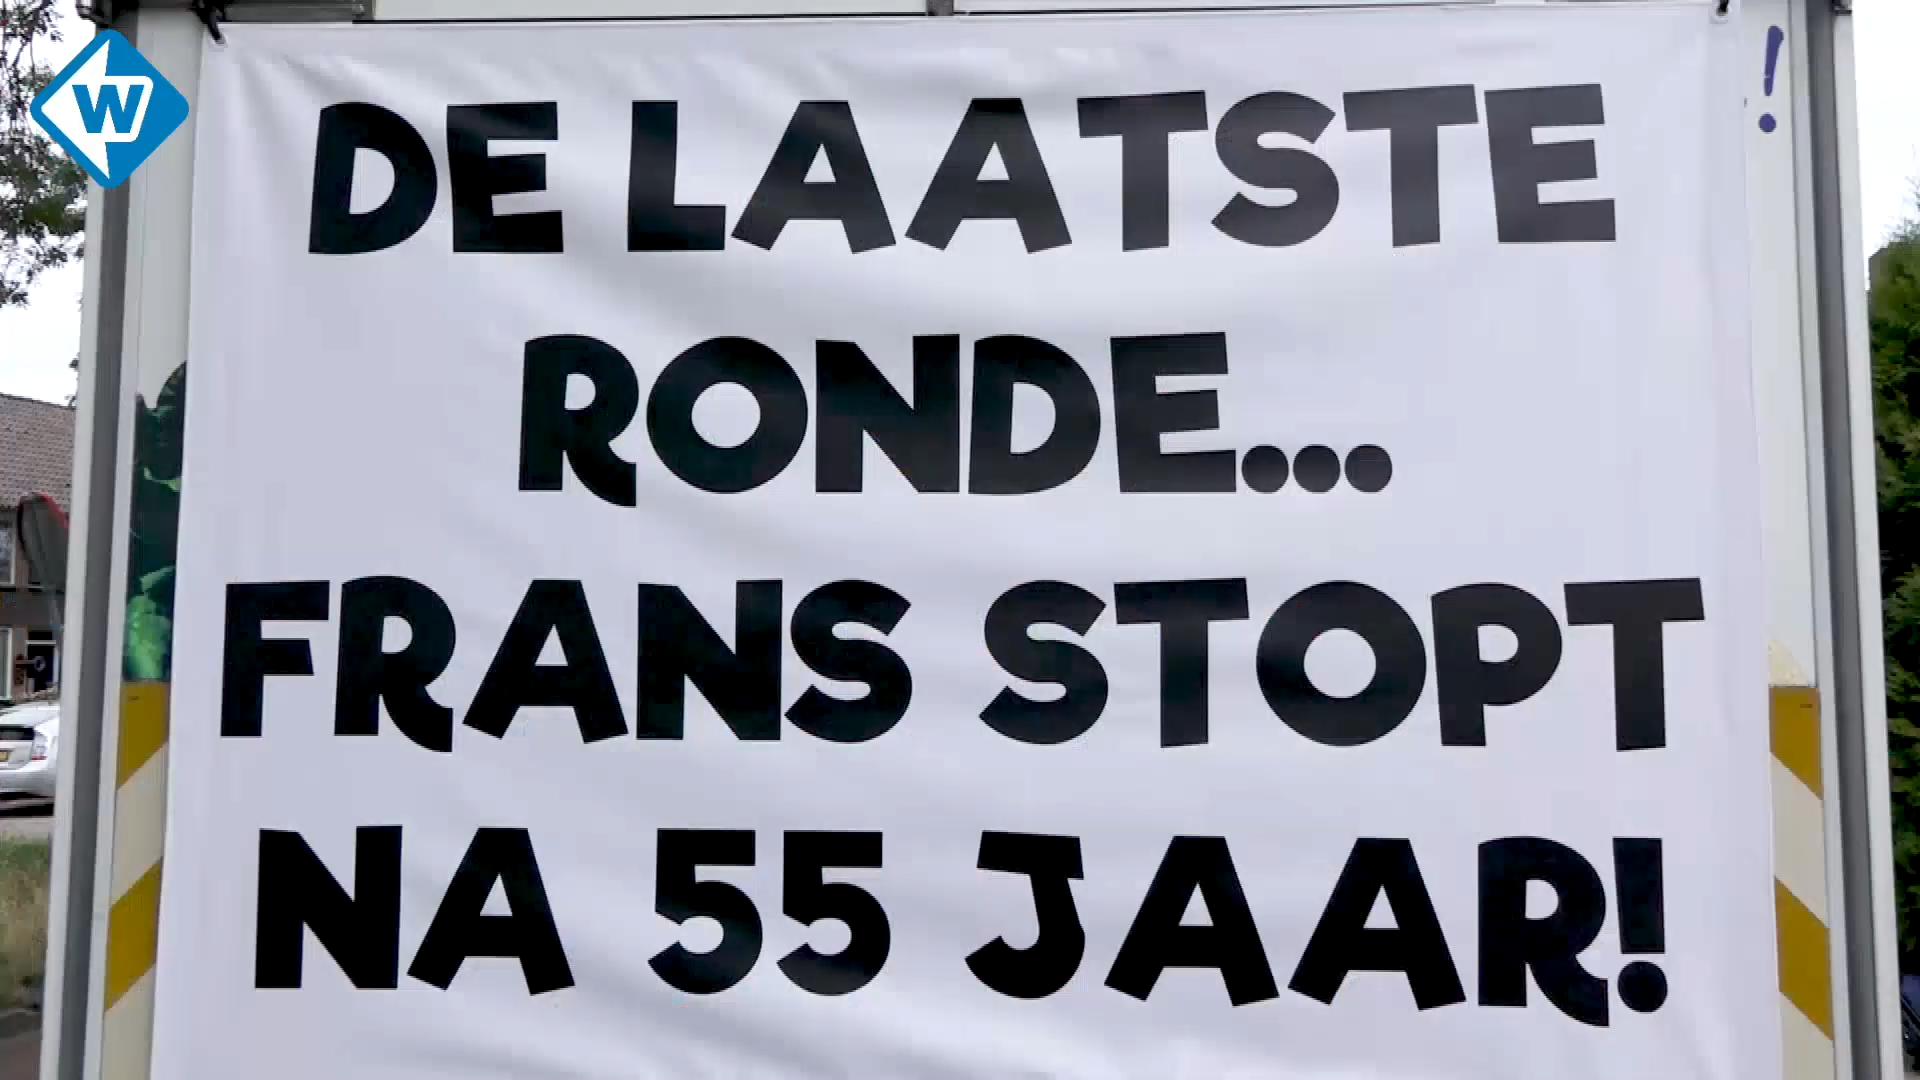 W
!
DE LAATSTE
RONDE...
FRANS STOPT
NA 55 JAAR!